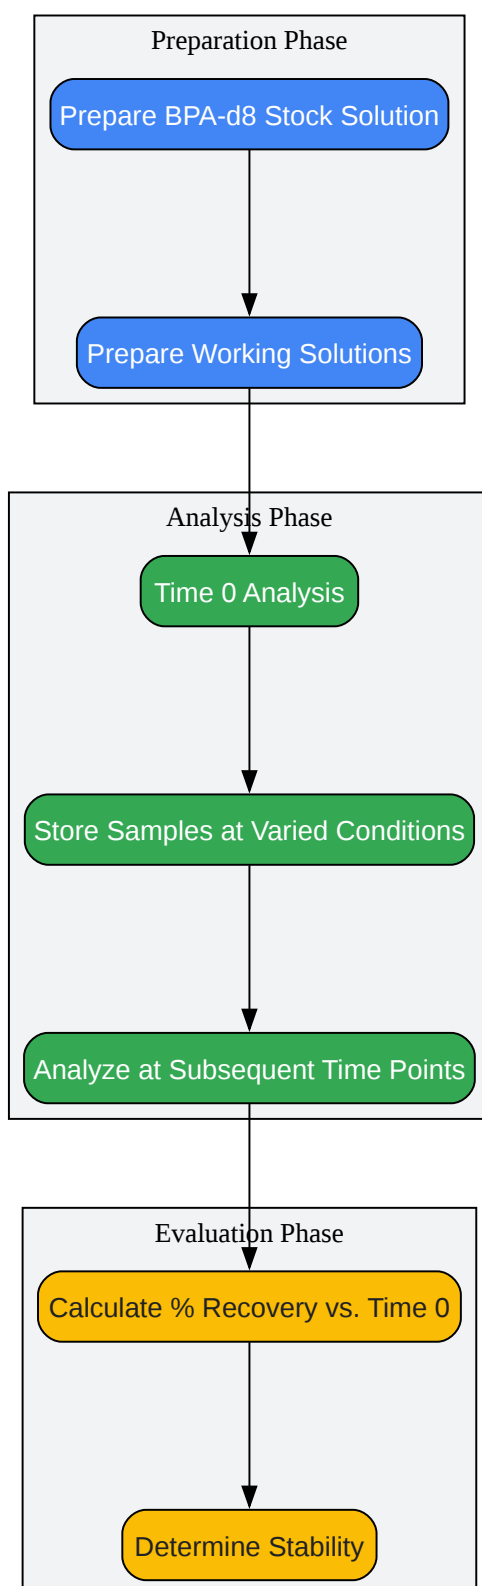 Preparation Phase
Prepare BPA-d8 Stock Solution
Prepare Working Solutions
Analysis Phase
Time 0 Analysis
Store Samples at Varied Conditions
Analyze at Subsequent Time Points
Evaluation Phase
Calculate % Recovery vs. Time 0
Determine Stability